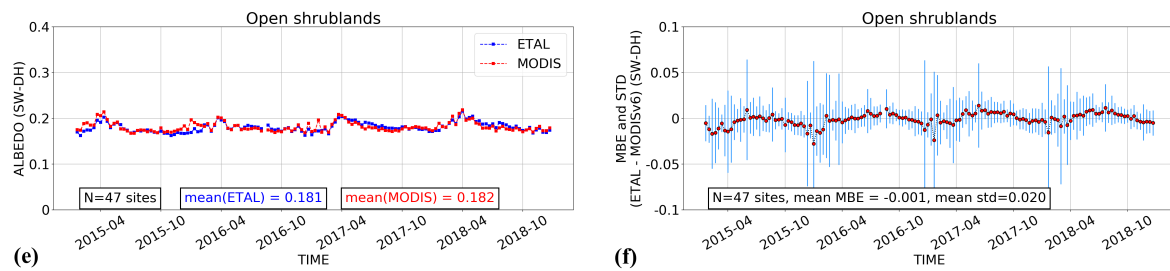 Open shrublands
ALBEDO (SW-DH)
0.4
0.3
0.2
0.1
0
ETAL
MODIS
N=47 sites
mean(ETAL) = 0.181
mean(MODIS) = 0.182
2015-04
2015-10
2016-04
2016-10
2017-04
2017-10
2018-04
2018-10
TIME
(e)
Open shrublands
MBE and STD
(ETAL - MODISv6) (SW-DH)
0.1
0.05
0
-0.05
-0.1
N=47 sites, mean MBE = -0.001, mean std=0.020
2015-04
2015-10
2016-04
2016-10
2017-04
2017-10
2018-04
2018-10
TIME
(f)